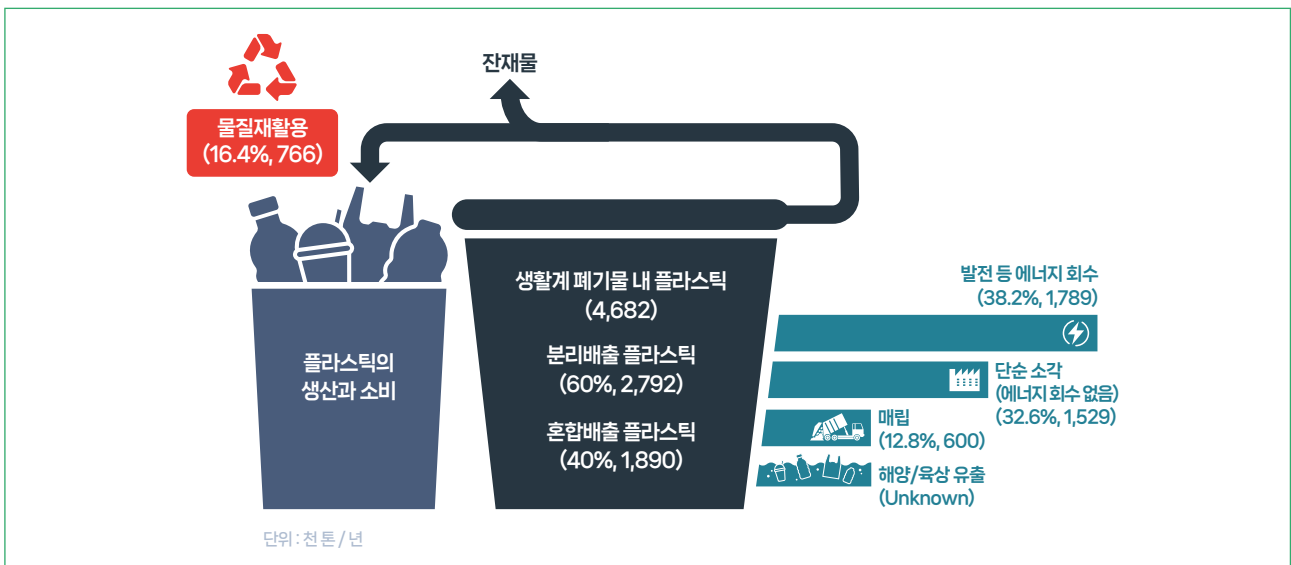 잔재물
물질재활용
(16.4%, 766)
플라스틱의
생산과 소비
생활계 폐기물 내 플라스틱
(4,682)
분리배출 플라스틱
(60%, 2,792)
혼합배출 플라스틱
(40%, 1,890)
발전 등 에너지 회수
(38.2%, 1,789)
단순 소각
(에너지 회수 없음)
(32.6%, 1,529)
매립
(12.8%, 600)
해양/육상 유출
(Unknown)
단위 : 천 톤 / 년